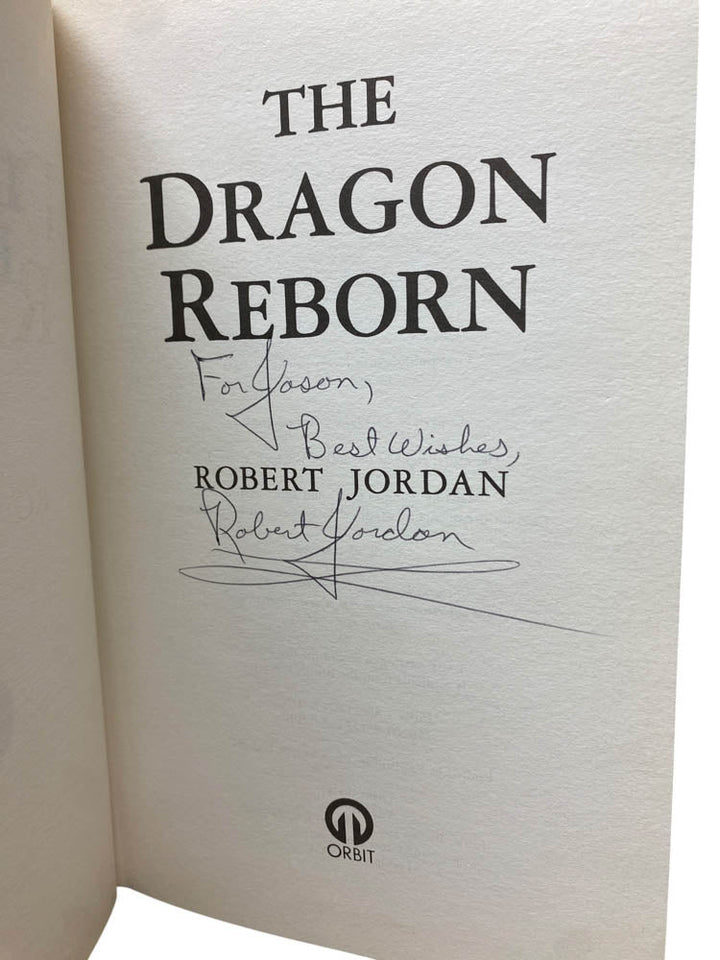 THE
DRAGON
REBORN
For Jason,
Best Wishes,
ROBERT JORDAN
Robert Jordan
ORBIT